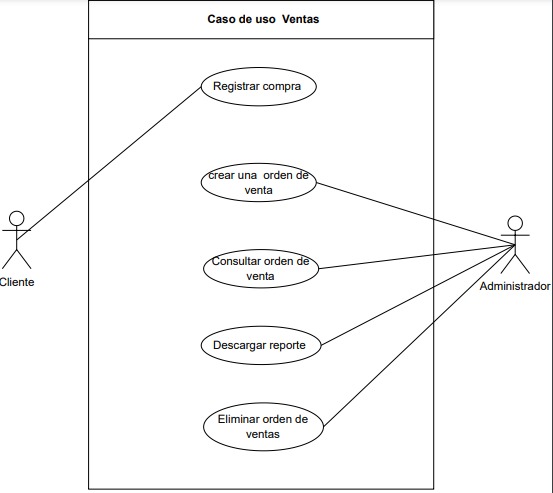 Caso de uso Ventas
Registrar compra
crear una orden de
venta
Consultar orden de
venta
Cliente
Administrador
Descargar reporte
Eliminar orden de
ventas